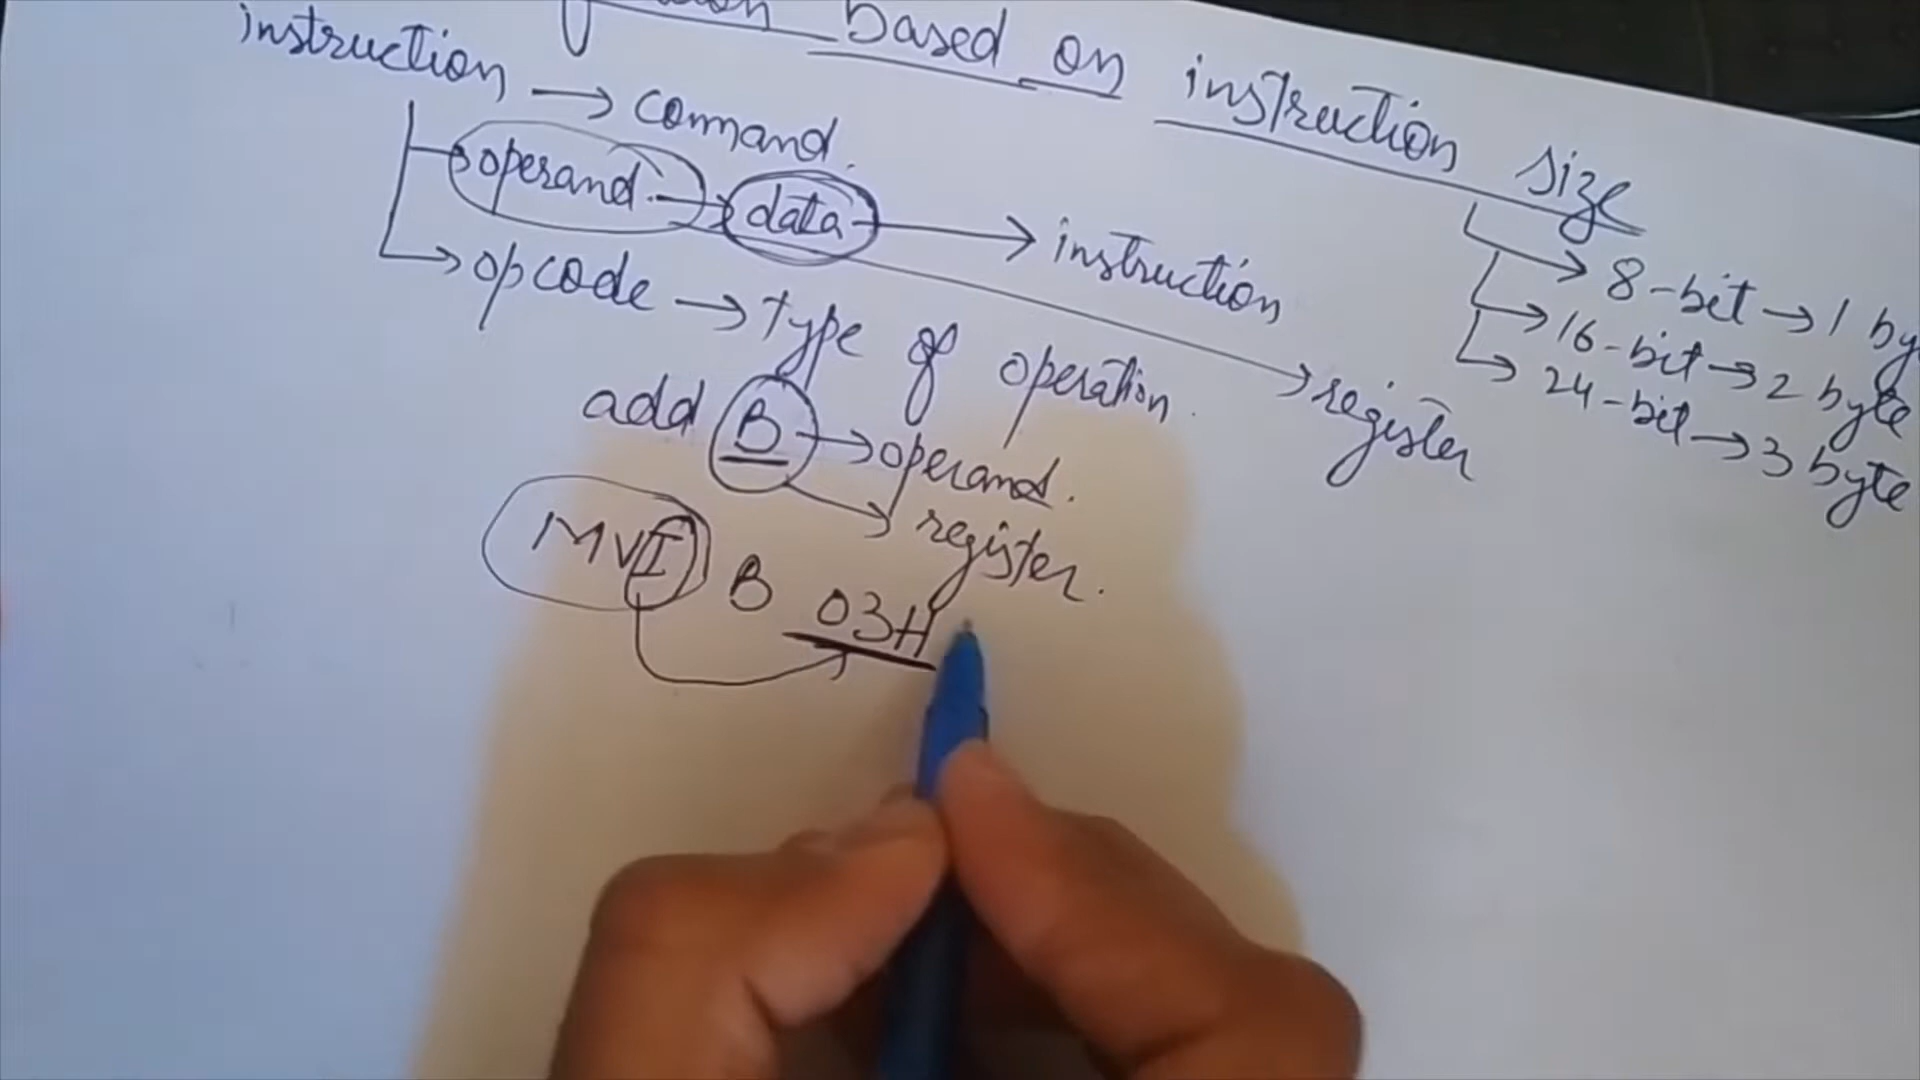 based on instruction size
instruction → command.
operand. → data → instruction
→ register
opcode → type of operation.
8-bit → 1 by
16-bit → 2 byte
24-bit → 3 byte
add B → operand.
→ register.
MVI B 03H